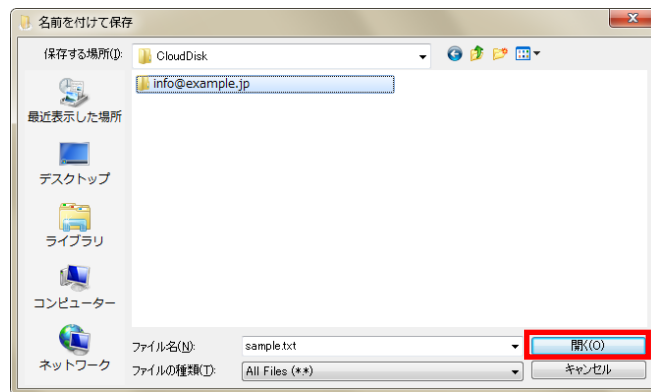 名前を付けて保存
保存する場所(I):
CloudDisk
info@example.jp
最近表示した場所
デスクトップ
ライブラリ
コンピューター
ネットワーク
ファイル名(N):
sample.txt
開く(O)
ファイルの種類(T):
All Files (*.*)
キャンセル